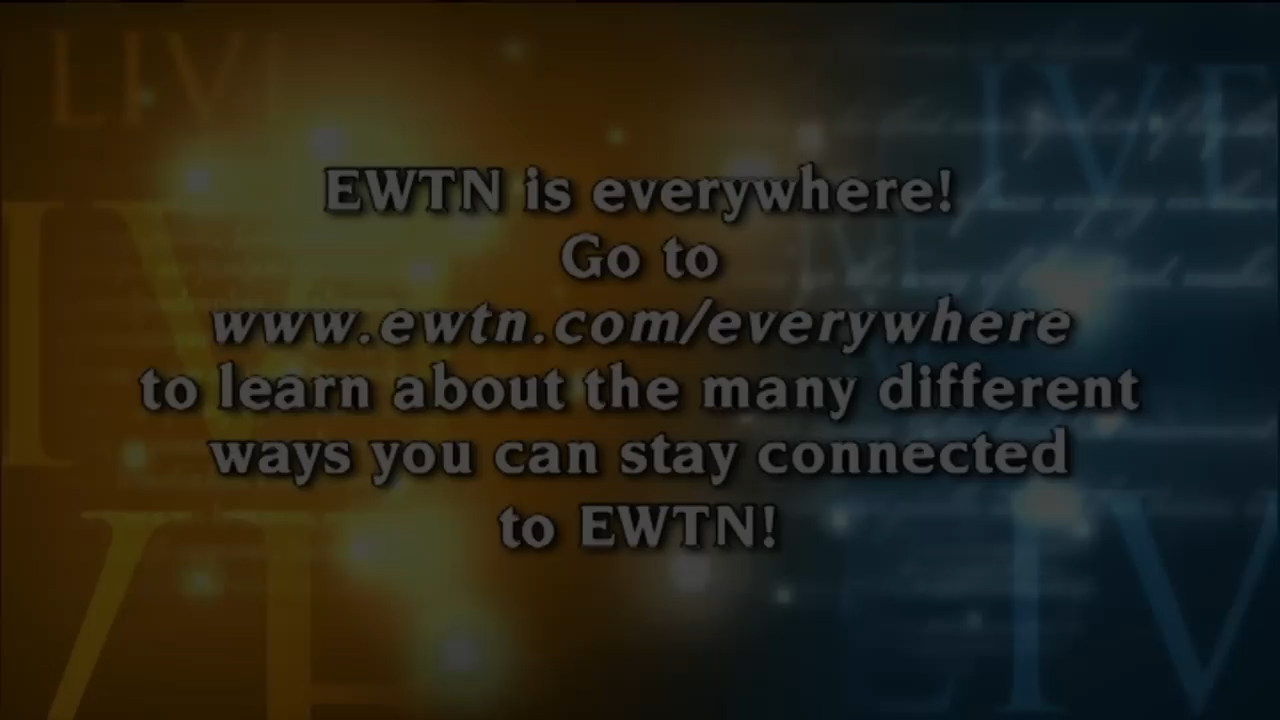 EWTN is everywhere!
Go to
www.ewtn.com/everywhere
to learn about the many different
ways you can stay connected
to EWTN!
LIVE